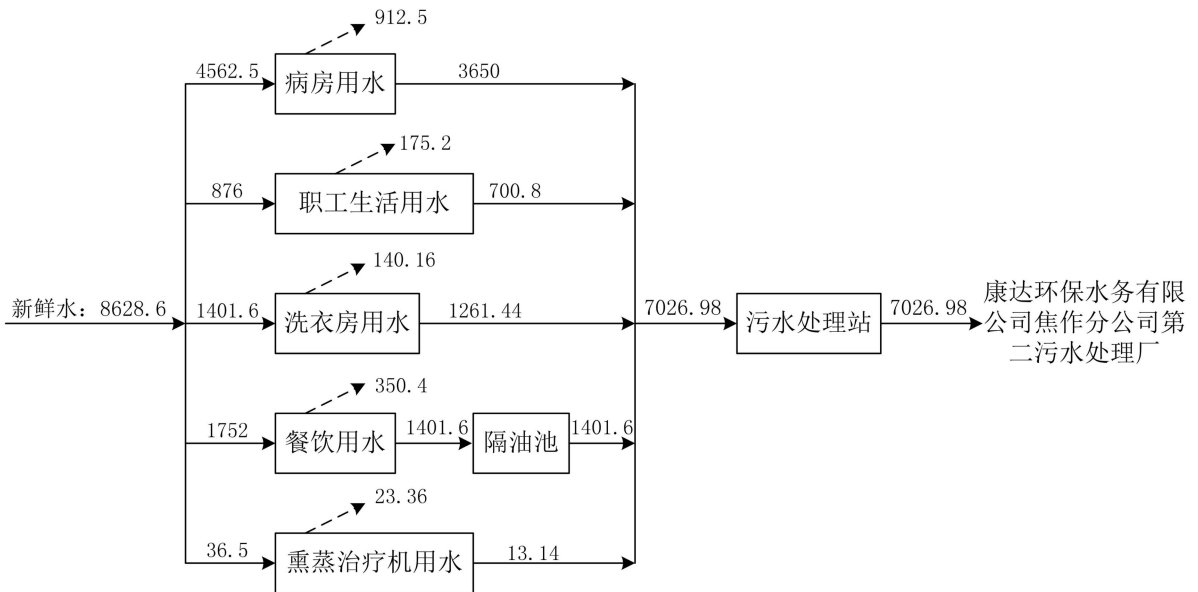 912.5
4562.5
病房用水
3650
175.2
876
职工生活用水
700.8
140.16
新鲜水：8628.6
1401.6
洗衣房用水
1261.44
7026.98
污水处理站
7026.98
康达环保水务有限
公司焦作分公司第
二污水处理厂
350.4
1752
餐饮用水
1401.6
隔油池
1401.6
23.36
36.5
熏蒸治疗机用水
13.14